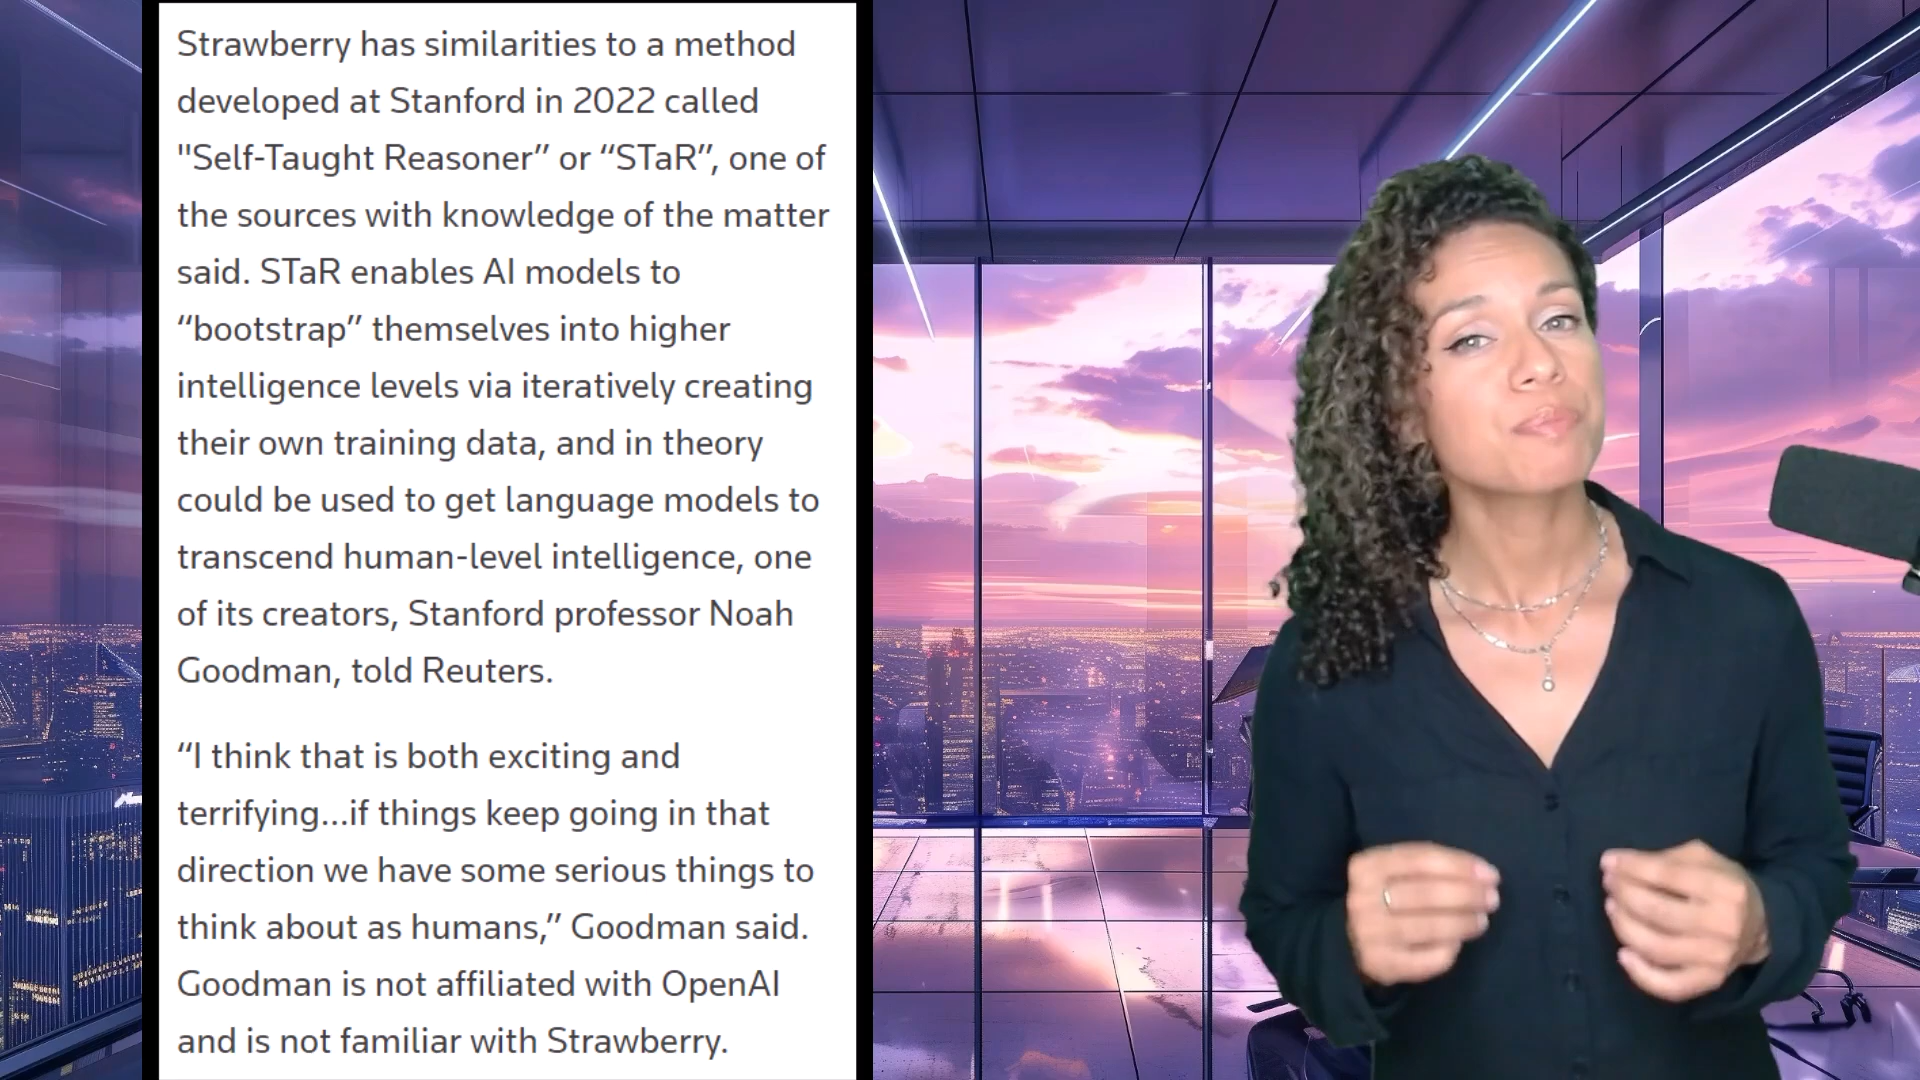 Strawberry has similarities to a method
developed at Stanford in 2022 called
"Self-Taught Reasoner” or “STaR”, one of
the sources with knowledge of the matter
said. STaR enables AI models to
“bootstrap” themselves into higher
intelligence levels via iteratively creating
their own training data, and in theory
could be used to get language models to
transcend human-level intelligence, one
of its creators, Stanford professor Noah
Goodman, told Reuters.
“I think that is both exciting and
terrifying…if things keep going in that
direction we have some serious things to
think about as humans,” Goodman said.
Goodman is not affiliated with OpenAI
and is not familiar with Strawberry.